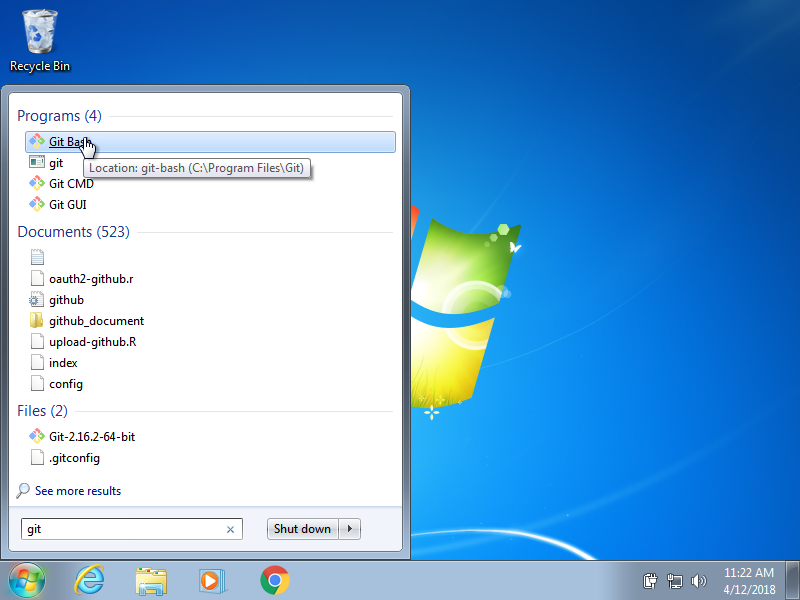 Recycle Bin
Programs (4)
Git Bash
git
Location: git-bash (C:\Program Files\Git)
Git CMD
Git GUI
Documents (523)
oauth2-github.r
github
github_document
upload-github.R
index
config
Files (2)
Git-2.16.2-64-bit
.gitconfig
See more results
git
Shut down
11:22 AM
4/12/2018